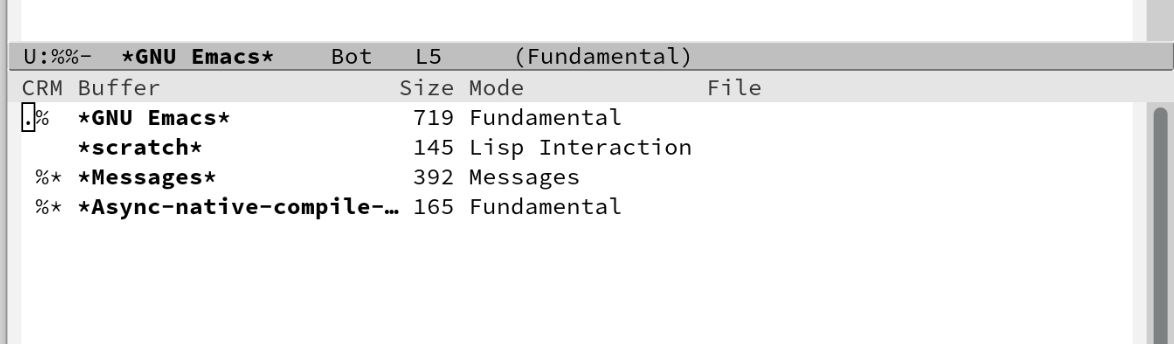 U:%%-  *GNU Emacs*    Bot   L5     (Fundamental)
CRM Buffer                 Size Mode             File
.%  *GNU Emacs*             719 Fundamental
    *scratch*               145 Lisp Interaction
 %* *Messages*              392 Messages
 %* *Async-native-compile-… 165 Fundamental